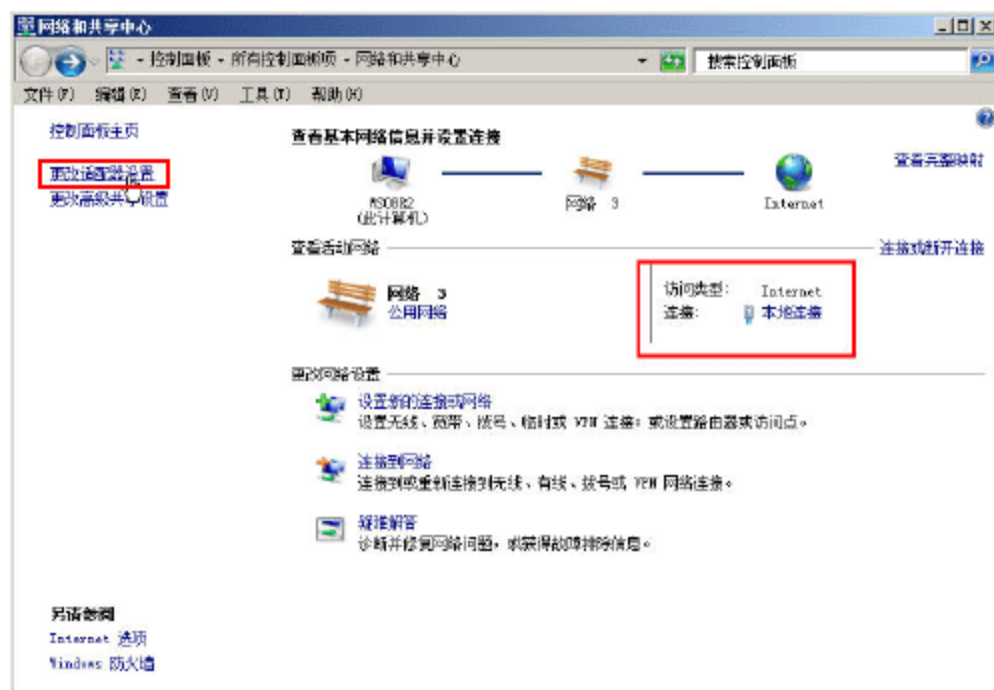 网络和共享中心
控制面板 所有控制面板项 网络和共享中心 搜索控制面板
文件(F) 编辑(E) 查看(V) 工具(T) 帮助(H)
控制面板主页
更改适配器设置
更改高级共享设置
查看基本网络信息并设置连接
查看完整映射
网络 3
Internet
(此计算机)
查看活动网络
连接或断开连接
网络 3
公用网络
访问类型: Internet
连接: 本地连接
更改网络设置
设置新的连接或网络
设置无线、宽带、拨号、临时或 VPN 连接;或设置路由器或访问点。
连接到网络
连接到或重新连接到无线、有线、拨号或 VPN 网络连接。
疑难解答
诊断并修复网络问题,或获得故障排除信息。
另请参阅
Internet 选项
Windows 防火墙